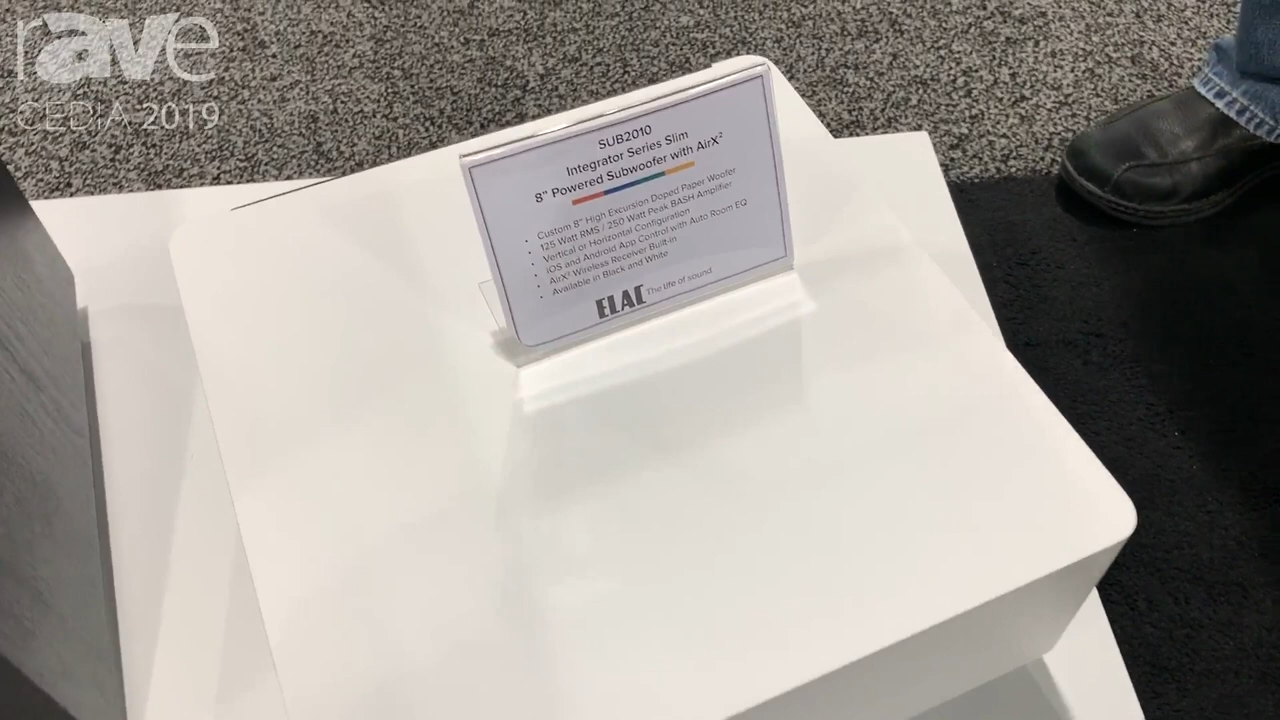 rAVe
CEDIA 2019
SUB2010
Integrator Series Slim
8" Powered Subwoofer with AirX²
• Custom 8" High Excursion Doped Paper Woofer
• 125 Watt RMS / 250 Watt Peak BASH Amplifier
• Vertical or Horizontal Configuration
• iOS and Android App Control with Auto Room EQ
• AirX² Wireless Receiver Built-in
• Available in Black and White
ELAC The life of sound